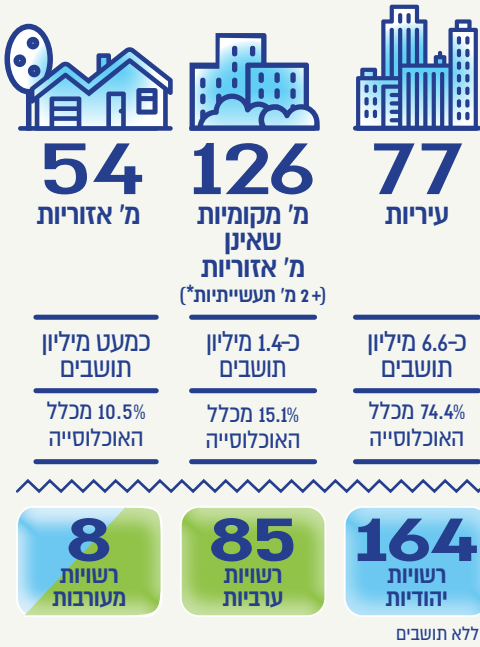 77
עיריות
כ-6.6 מיליון
תושבים
74.4% מכלל
האוכלוסייה
126
מ' מקומיות
שאינן
מ' אזוריות
(+ 2 מ' תעשייתיות*)
כ-1.4 מיליון
תושבים
15.1% מכלל
האוכלוסייה
54
מ' אזוריות
כמעט מיליון
תושבים
10.5% מכלל
האוכלוסייה
164
רשויות
יהודיות
85
רשויות
ערביות
8
רשויות
מעורבות
ללא תושבים